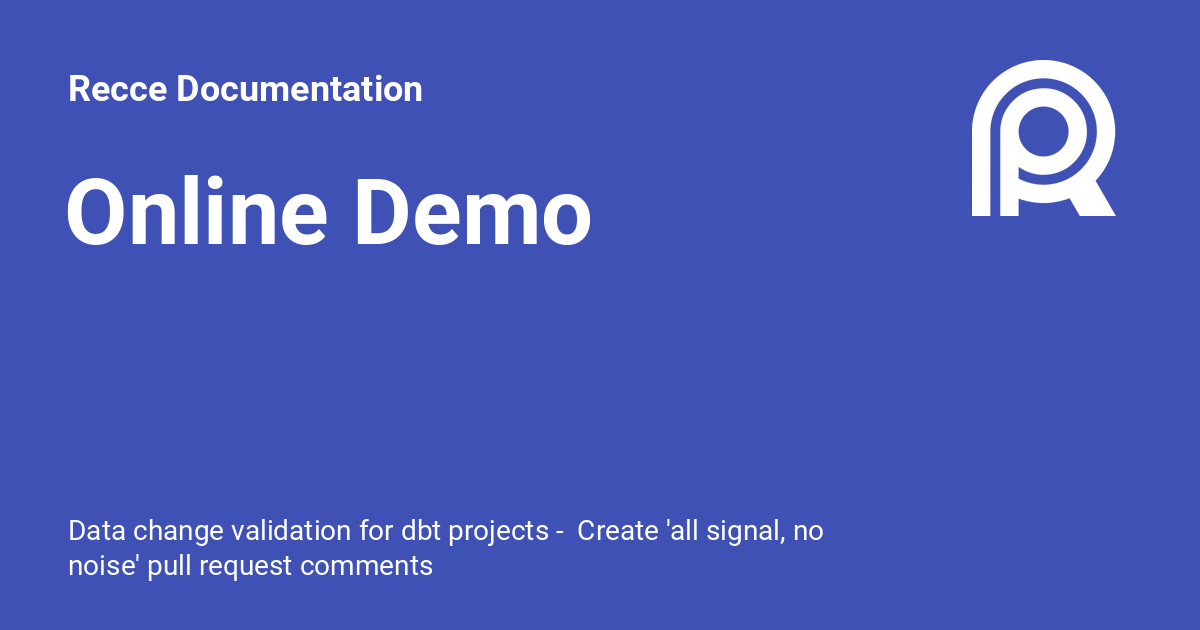 Recce Documentation
Online Demo
Data change validation for dbt projects -  Create 'all signal, no
noise' pull request comments